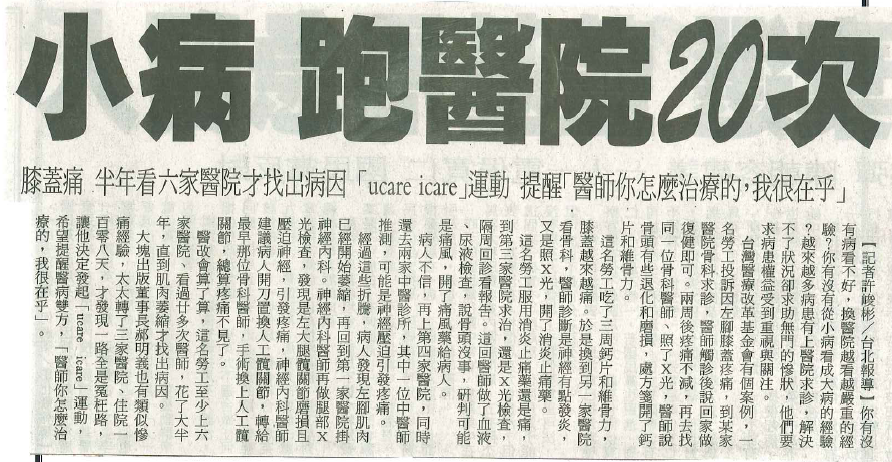 小病 跑醫院20次
膝蓋痛 半年看六家醫院才找出病因「ucare icare」運動 提醒「醫師你怎麼治療的，我很在乎」
【記者許峻彬／台北報導】你有沒
有病看不好，換醫院越看越嚴重的經
驗？你有沒有從小病看成大病的經驗
？越來越多病患有上醫院求診，解決
不了狀況卻求助無門的慘狀，他們要
求病患權益受到重視與關注。
台灣醫療改革基金會有個案例，一
名勞工投訴因左腳膝蓋疼痛，到某家
醫院骨科求診，醫師觸診後說回家做
復健即可。兩周後疼痛不減，再去找
同一位骨科醫師、照了X光，醫師說
骨頭有些退化和磨損，處方箋開了鈣
片和維骨力。
這名勞工吃了三周鈣片和維骨力，
膝蓋越來越痛。於是換到另一家醫院
看骨科，醫師診斷是神經有點發炎，
又是照X光，開了消炎止痛藥。
這名勞工服用消炎止痛藥還是痛，
到第三家醫院求治，還是X光檢查，
隔周回診看報告。這回醫師做了血液
、尿液檢查，說骨頭沒事，研判可能
是痛風，開了痛風藥給病人。
病人不信，再上第四家醫院，同時
還去兩家中醫診所，其中一位中醫師
推測，可能是神經壓迫引發疼痛。
經過這些折騰，病人發現左腳肌肉
已經開始萎縮，再回到第一家醫院掛
神經內科。神經內科醫師再做腿部X
光檢查，發現是左大腿髖關節磨損且
壓迫神經，引發疼痛，神經內科醫師
建議病人開刀置換人工髖關節，轉給
最早那位骨科醫師，手術換上人工髖
關節，總算疼痛不見了。
醫改會算了算，這名勞工至少上六
家醫院、看過廿多次醫師，花了大半
年，直到肌肉萎縮才找出病因。
大塊出版董事長郝明義也有類似慘
痛經驗，太太轉了三家醫院、住院一
百零八天，才發現一路全是冤枉路，
讓他決定發起「ucare icare」運動，
希望提醒醫病雙方，「醫師你怎麼治
療的，我很在乎」。